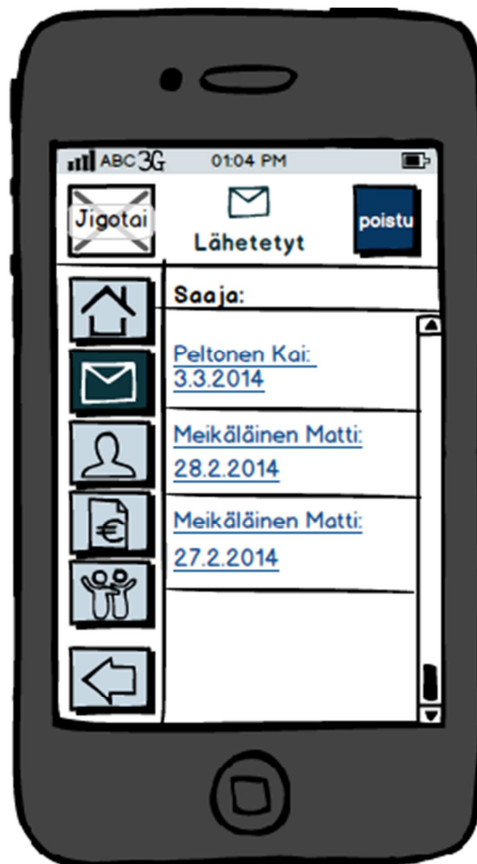 ABC 3G 01:04 PM
Jigotai
Lähetetyt
poistu
Saaja:
Peltonen Kai:
3.3.2014
Meikäläinen Matti:
28.2.2014
Meikäläinen Matti:
27.2.2014
€